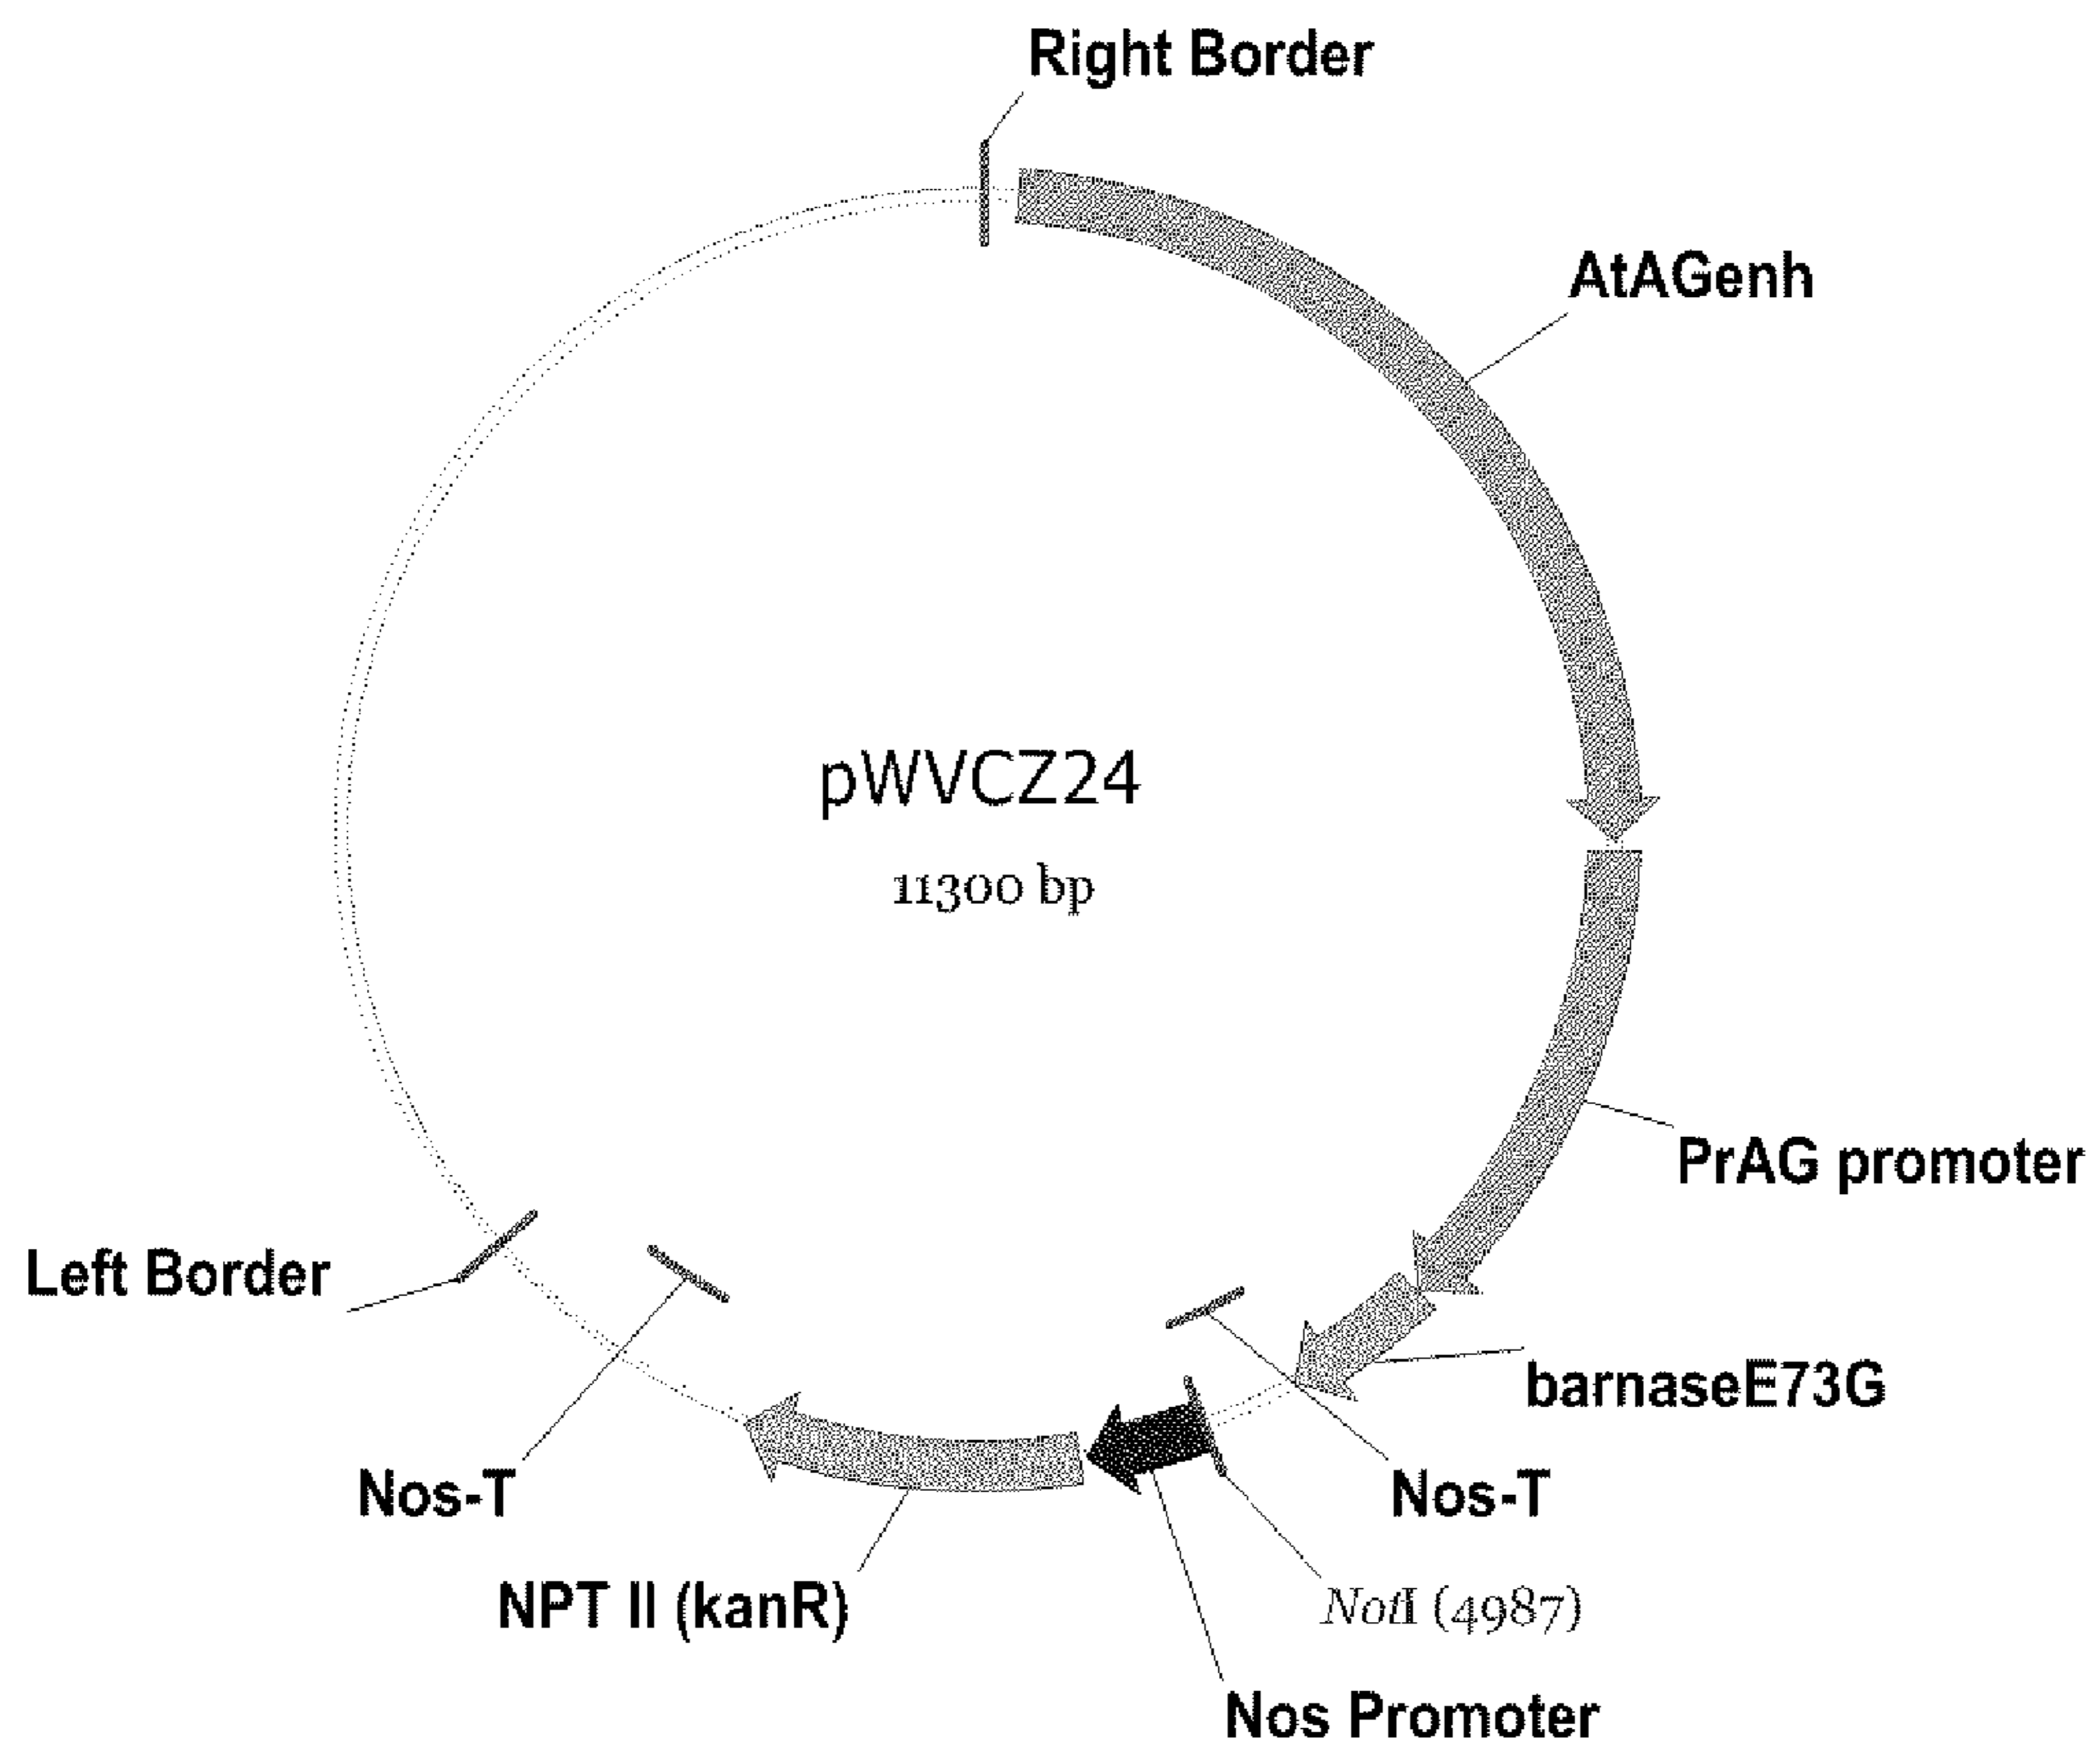 Right Border
AtAGenh
pWVCZ24
11300 bp
PrAG promoter
Left Border
barnaseE73G
Nos-T
Nos-T
NPT II (kanR)
NotI (4987)
Nos Promoter